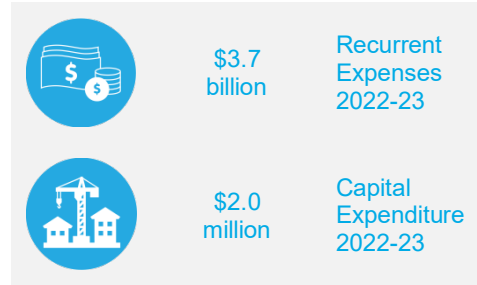 $3.7
billion
Recurrent
Expenses
2022-23
$
$
$2.0
million
Capital
Expenditure
2022-23